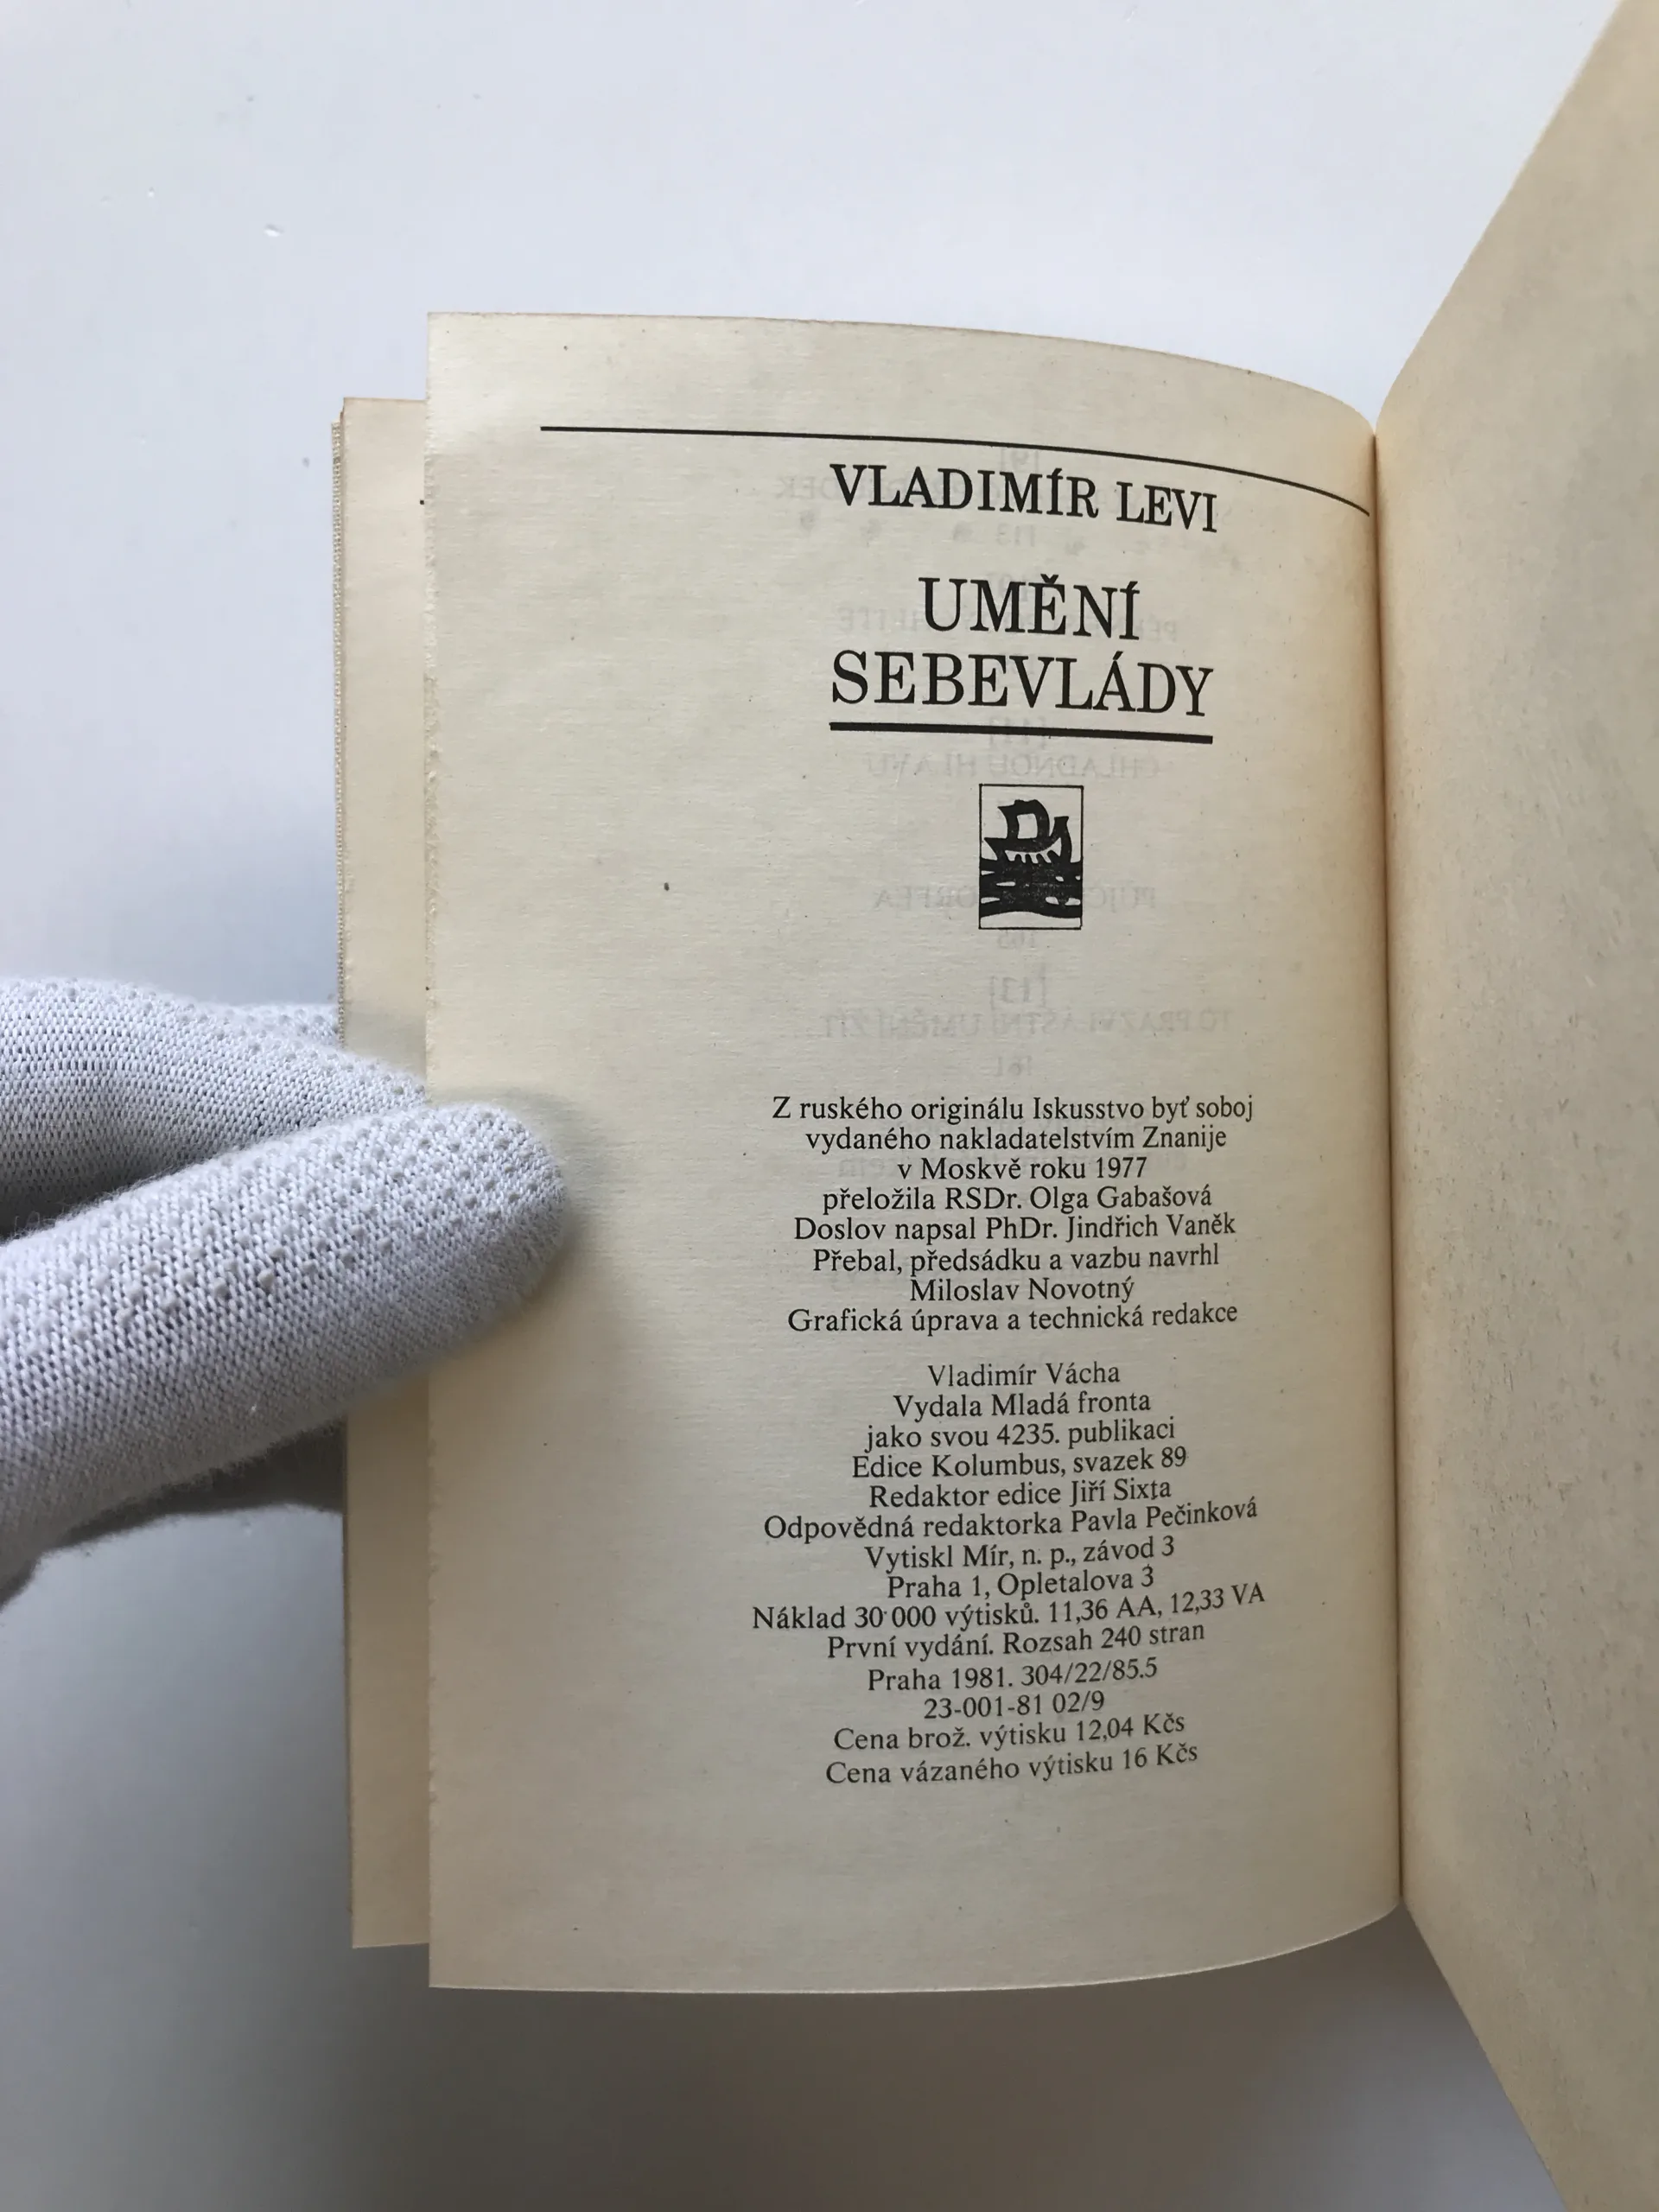 VLADIMÍR LEVI
UMĚNÍ
SEBEVLÁDY
Z ruského originálu Iskusstvo byť soboj
vydaného nakladatelstvím Znanije
v Moskvě roku 1977
přeložila RSDr. Olga Gabašová
Doslov napsal PhDr. Jindřich Vaněk
Přebal, předsádku a vazbu navrhl
Miloslav Novotný
Grafická úprava a technická redakce
Vladimír Vácha
Vydala Mladá fronta
jako svou 4235. publikaci
Edice Kolumbus, svazek 89
Redaktor edice Jiří Sixta
Odpovědná redaktorka Pavla Pečinková
Vytiskl Mír, n. p., závod 3
Praha 1, Opletalova 3
Náklad 30 000 výtisků. 11,36 AA, 12,33 VA
První vydání. Rozsah 240 stran
Praha 1981. 304/22/85.5
23-001-81 02/9
Cena brož. výtisku 12,04 Kčs
Cena vázaného výtisku 16 Kčs